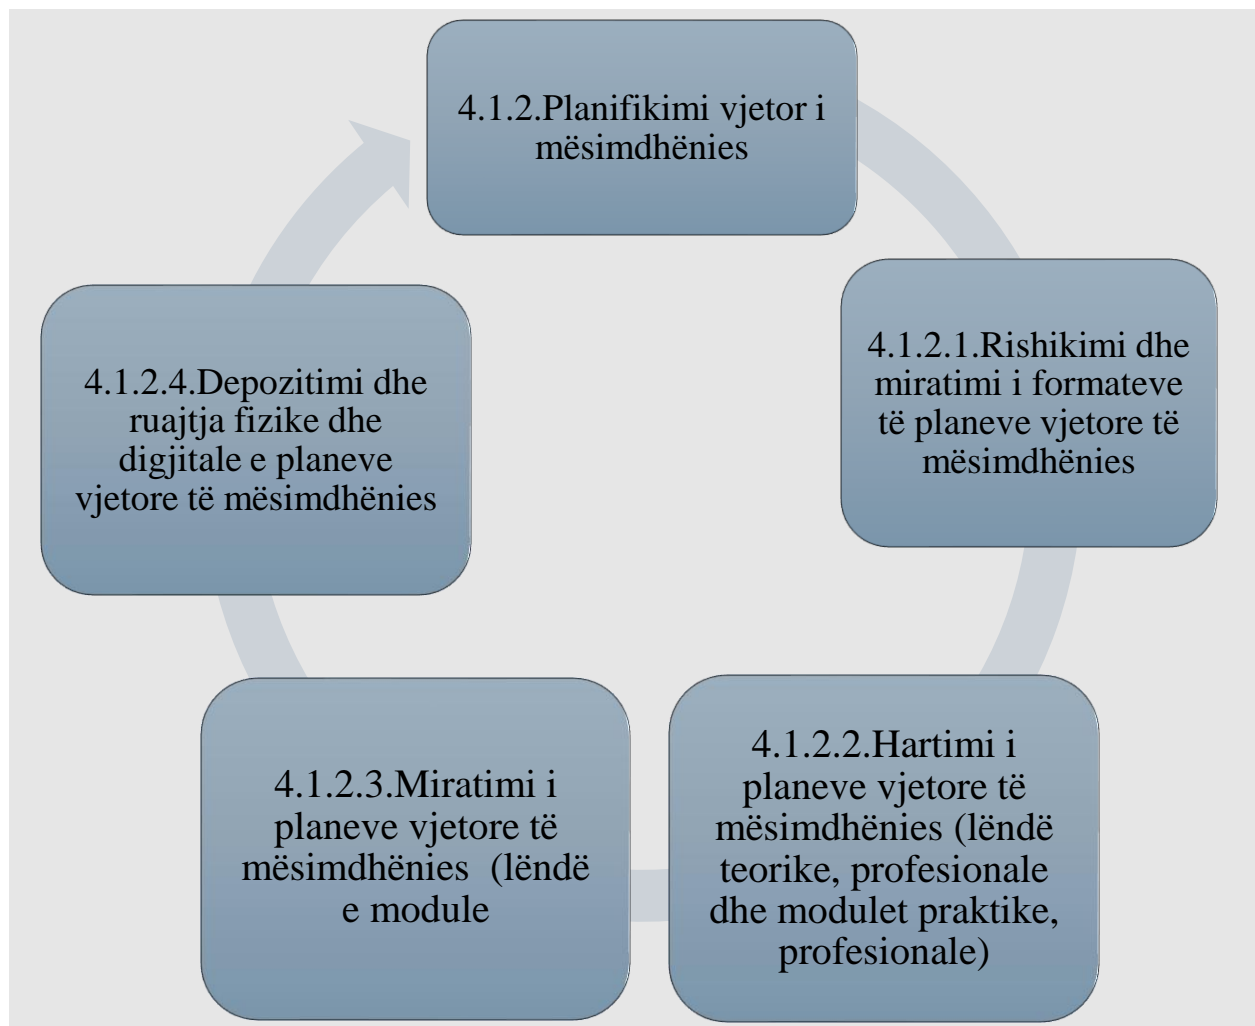 4.1.2.Planifikimi vjetor i
mësimdhënies
4.1.2.1.Rishikimi dhe
miratimi i formateve
të planeve vjetore të
mësimdhënies
4.1.2.2.Hartimi i
planeve vjetore të
mësimdhënies (lëndë
teorike, profesionale
dhe modulet praktike,
profesionale)
4.1.2.3.Miratimi i
planeve vjetore të
mësimdhënies  (lëndë
e module
4.1.2.4.Depozitimi dhe
ruajtja fizike dhe
digjitale e planeve
vjetore të mësimdhënies